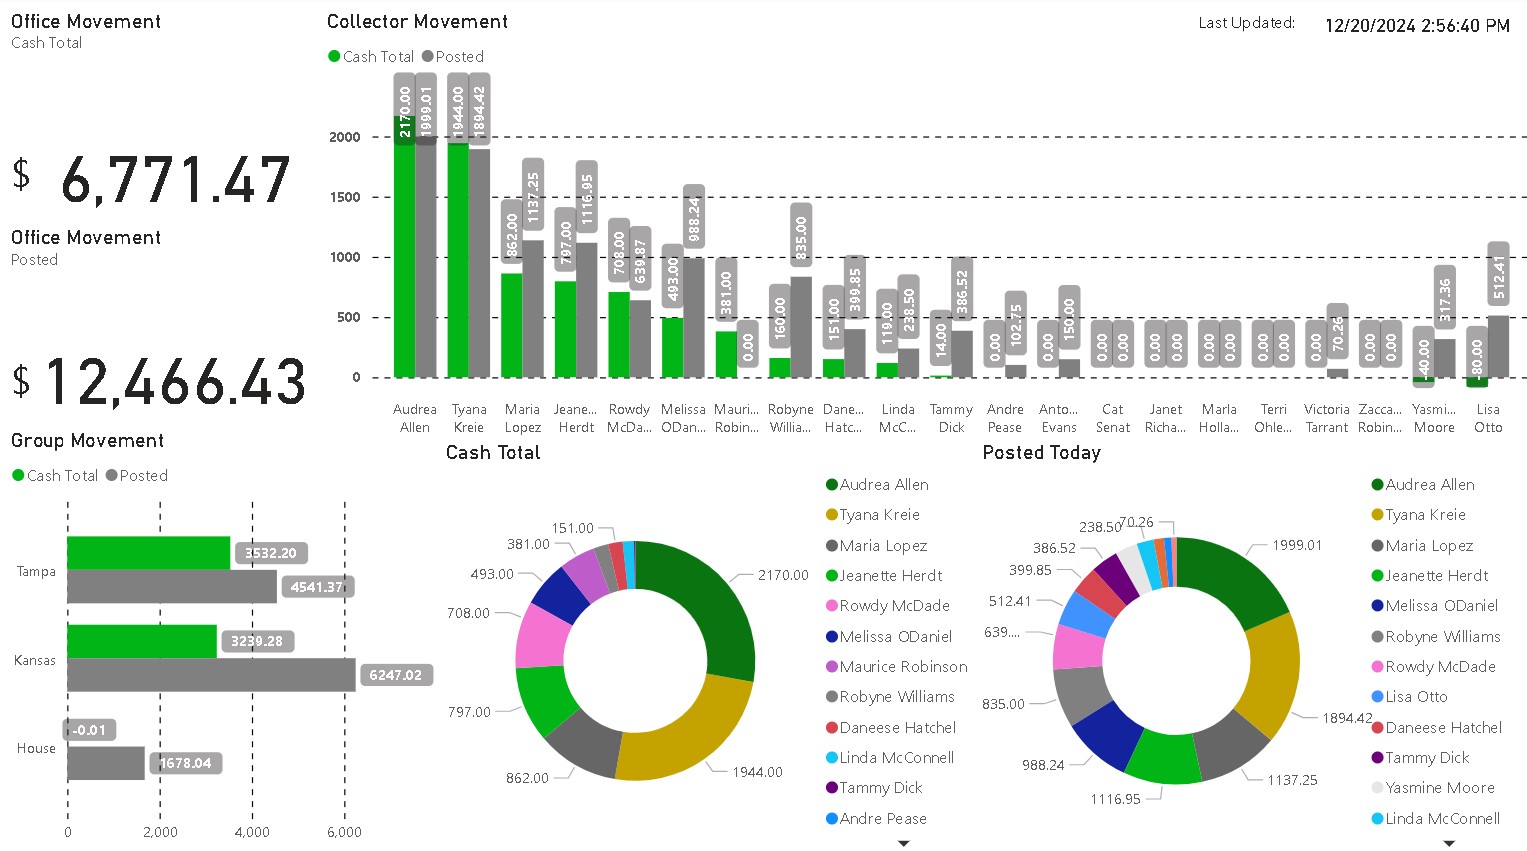 Office Movement
Cash Total
$ 6,771.47
Office Movement
Posted
$ 12,466.43
Collector Movement
Cash Total Posted
Last Updated: 12/20/2024 2:56:40 PM
2000
1500
1000
500
0
2170.00 1999.01 1944.00 1894.42 862.00 1137.25 797.00 1116.95 708.00 639.87 493.00 988.24 381.00 0.00 160.00 835.00 151.00 399.85 119.00 238.50 14.00 386.52 0.00 102.75 0.00 150.00 0.00 0.00 0.00 0.00 0.00 0.00 0.00 0.00 0.00 70.26 0.00 0.00 -40.00 317.36 -80.00 512.41
Audrea Tyana Maria Jeane... Rowdy Melissa Mauri... Robyne Dane... Linda Tammy Andre Anto... Cat Janet Marla Terri Victoria Zacca... Yasmi... Lisa
Allen Kreie Lopez Herdt McDa... ODan... Robin... Willia... Hatc... McC... Dick Pease Evans Senat Richa... Holla... Ohle... Tarrant Robin... Moore Otto
Group Movement
Cash Total Posted
Tampa
3532.20
4541.37
Kansas
3239.28
6247.02
House
-0.01
1678.04
0 2,000 4,000 6,000
Cash Total
151.00
381.00
493.00
708.00
797.00
862.00
1944.00
2170.00
Audrea Allen
Tyana Kreie
Maria Lopez
Jeanette Herdt
Rowdy McDade
Melissa ODaniel
Maurice Robinson
Robyne Williams
Daneese Hatchel
Linda McConnell
Tammy Dick
Andre Pease
Posted Today
70.26
238.50
386.52
399.85
512.41
639....
835.00
988.24
1116.95
1137.25
1894.42
1999.01
Audrea Allen
Tyana Kreie
Maria Lopez
Jeanette Herdt
Melissa ODaniel
Robyne Williams
Rowdy McDade
Lisa Otto
Daneese Hatchel
Tammy Dick
Yasmine Moore
Linda McConnell